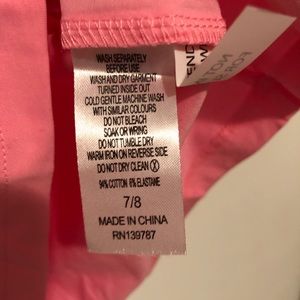 WASH SEPARATELY
BEFORE USE
WASH AND DRY GARMENT
TURNED INSIDE OUT
COLD GENTLE MACHINE WASH
WITH SIMILAR COLOURS
DO NOT BLEACH
SOAK OR WRING
DO NOT TUMBLE DRY
WARM IRON ON REVERSE SIDE
DO NOT DRY CLEAN Ⓧ
94% COTTON 6% ELASTANE
7/8
MADE IN CHINA
RN139787